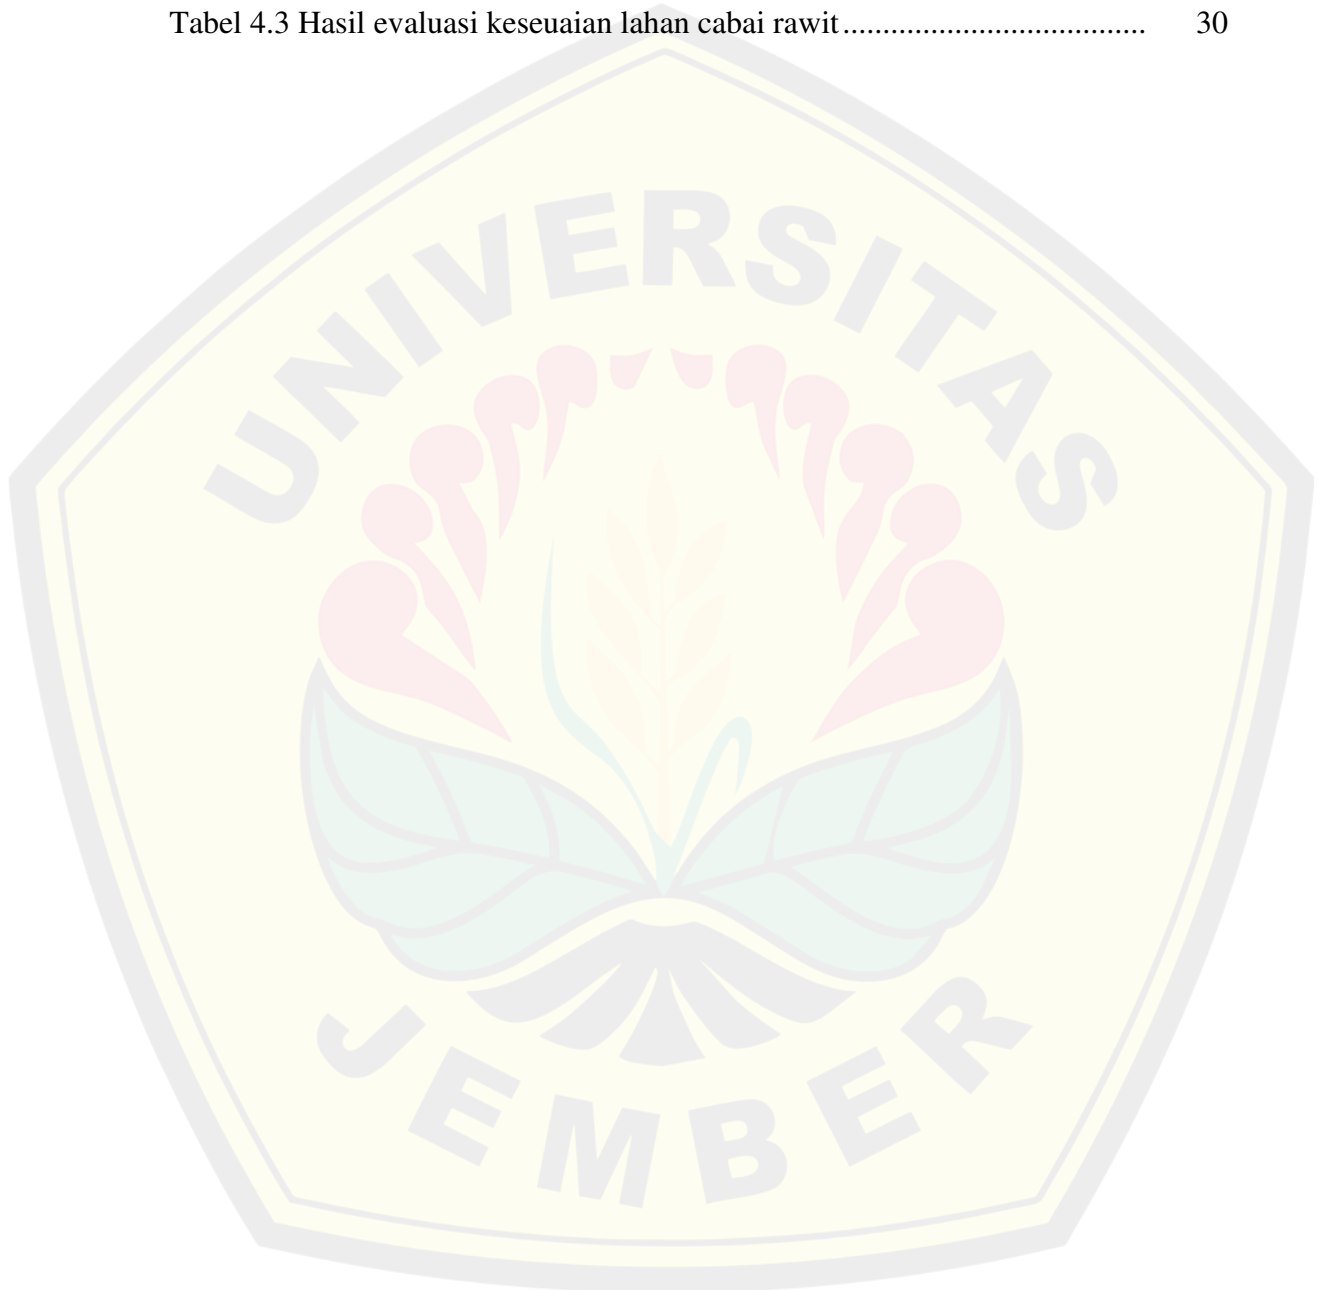 Tabel 4.3 Hasil evaluasi keseuaian lahan cabai rawit...................................... 30
UNIVERSITAS
JEMBER